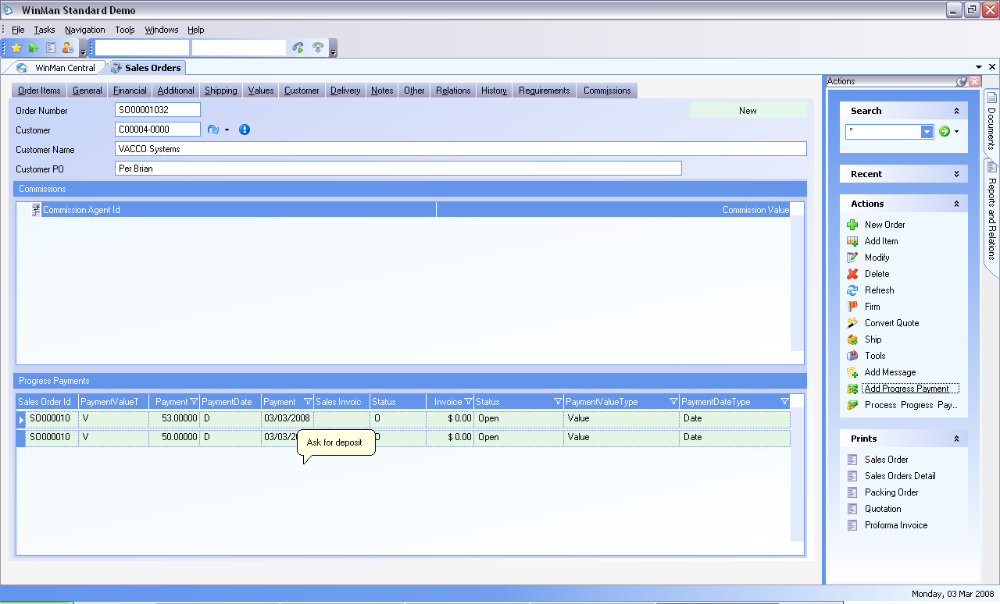 WinMan Standard Demo
File Tasks Navigation Tools Windows Help
WinMan Central Sales Orders
Order Items General Financial Additional Shipping Values Customer Delivery Notes Other Relations History Requirements Commissions
Order Number SO00001032 New
Customer C00004-0000
Customer Name VACCO Systems
Customer PO Per Brian
Commissions
Commission Agent Id Commission Value
Progress Payments
Sales Order Id PaymentValueT Payment PaymentDate Payment Sales Invoic Status Invoice Status PaymentValueType PaymentDateType
SO000010 V 53.00000 D 03/03/2008 O $ 0.00 Open Value Date
SO000010 V 50.00000 D 03/03/2 $ 0.00 Open Value Date
Ask for deposit
Actions
Search
*
Recent
Actions
New Order
Add Item
Modify
Delete
Refresh
Firm
Convert Quote
Ship
Tools
Add Message
Add Progress Payment
Process Progress Pay...
Prints
Sales Order
Sales Orders Detail
Packing Order
Quotation
Proforma Invoice
Documents
Reports and Relations
Monday, 03 Mar 2008